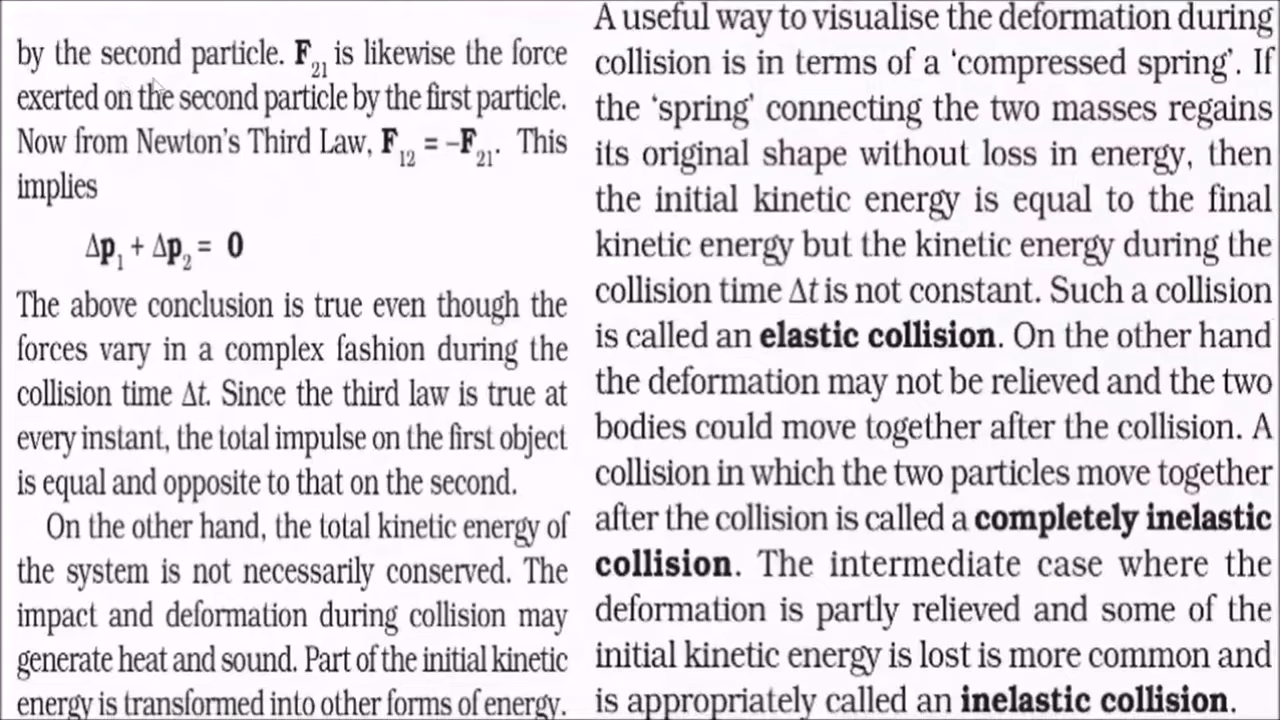 by the second particle. F₂₁ is likewise the force
exerted on the second particle by the first particle.
Now from Newton's Third Law, F₁₂ = −F₂₁. This
implies
Δp₁ + Δp₂ = 0
The above conclusion is true even though the
forces vary in a complex fashion during the
collision time Δt. Since the third law is true at
every instant, the total impulse on the first object
is equal and opposite to that on the second.
On the other hand, the total kinetic energy of
the system is not necessarily conserved. The
impact and deformation during collision may
generate heat and sound. Part of the initial kinetic
energy is transformed into other forms of energy.
A useful way to visualise the deformation during
collision is in terms of a 'compressed spring'. If
the 'spring' connecting the two masses regains
its original shape without loss in energy, then
the initial kinetic energy is equal to the final
kinetic energy but the kinetic energy during the
collision time Δt is not constant. Such a collision
is called an elastic collision. On the other hand
the deformation may not be relieved and the two
bodies could move together after the collision. A
collision in which the two particles move together
after the collision is called a completely inelastic
collision. The intermediate case where the
deformation is partly relieved and some of the
initial kinetic energy is lost is more common and
is appropriately called an inelastic collision.